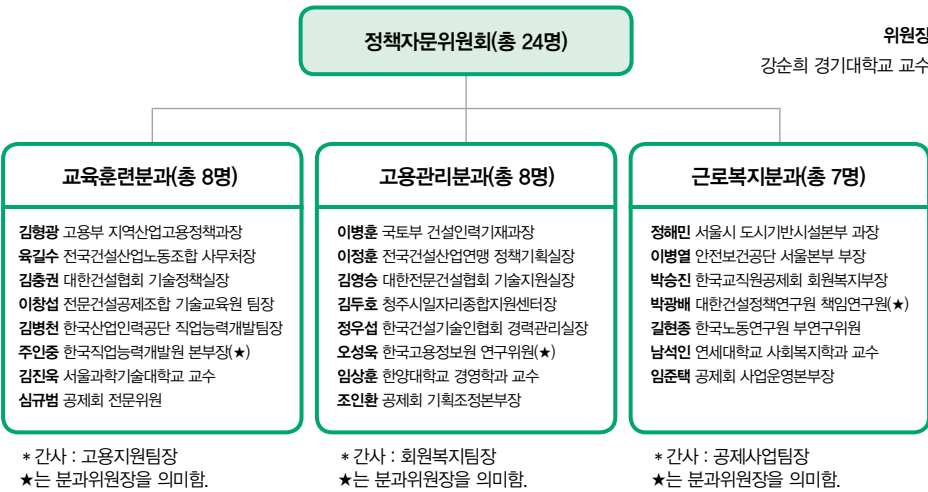 정책자문위원회(총 24명)
위원장
강순희 경기대학교 교수
교육훈련분과(총 8명)
김형광 고용부 지역산업고용정책과장
육길수 전국건설산업노동조합 사무처장
김충권 대한건설협회 기술정책실장
이창섭 전문건설공제조합 기술교육원 팀장
김병천 한국산업인력공단 직업능력개발팀장
주인중 한국직업능력개발원 본부장(★)
김진욱 서울과학기술대학교 교수
심규범 공제회 전문위원
* 간사 : 고용지원팀장
★는 분과위원장을 의미함.
고용관리분과(총 8명)
이병훈 국토부 건설인력기재과장
이정훈 전국건설산업연맹 정책기획실장
김영승 대한전문건설협회 기술지원실장
김두호 청주시일자리종합지원센터장
정우섭 한국건설기술인협회 경력관리실장
오성욱 한국고용정보원 연구위원(★)
임상훈 한양대학교 경영학과 교수
조인환 공제회 기획조정본부장
* 간사 : 회원복지팀장
★는 분과위원장을 의미함.
근로복지분과(총 7명)
정해민 서울시 도시기반시설본부 과장
이병열 안전보건공단 서울본부 부장
박승진 한국교직원공제회 회원복지부장
박광배 대한건설정책연구원 책임연구원(★)
길현종 한국노동연구원 부연구위원
남석인 연세대학교 사회복지학과 교수
임준택 공제회 사업운영본부장
* 간사 : 공제사업팀장
★는 분과위원장을 의미함.